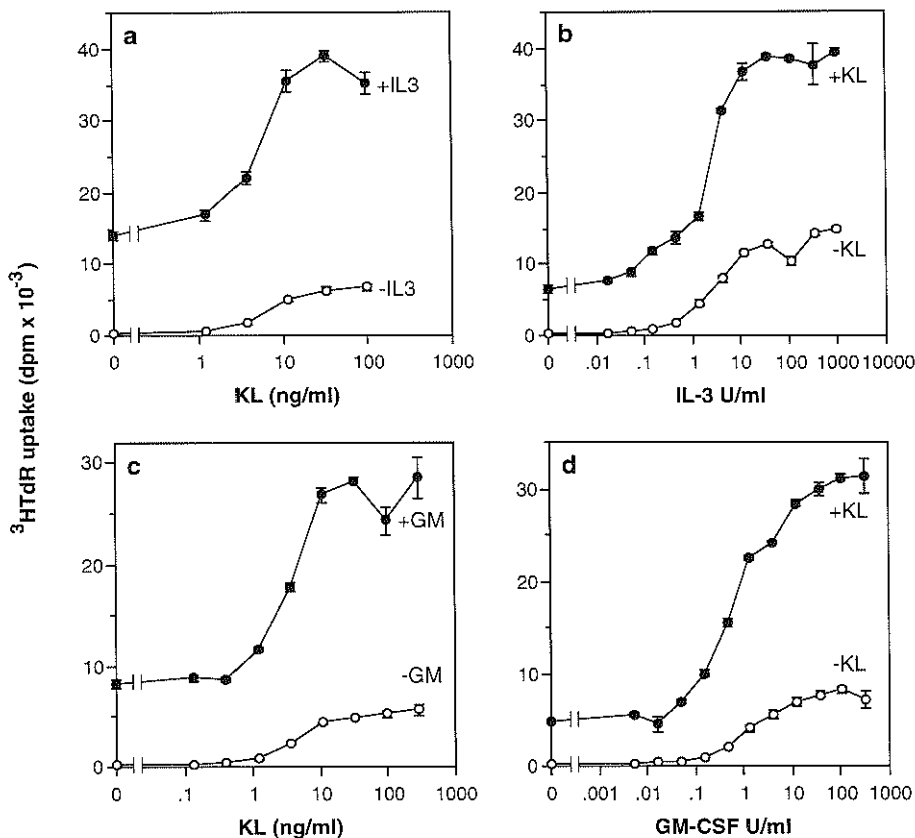 ³HTdR uptake (dpm x 10⁻³)
a
40
30
20
10
0
+IL3
-IL3
0 1 10 100 1000
KL (ng/ml)
b
40
30
20
10
0
+KL
-KL
0 .01 .1 1 10 100 1000 10000
IL-3 U/ml
c
30
20
10
0
+GM
-GM
0 .1 1 10 100 1000
KL (ng/ml)
d
30
20
10
0
+KL
-KL
0 .001 .01 .1 1 10 100 1000
GM-CSF U/ml